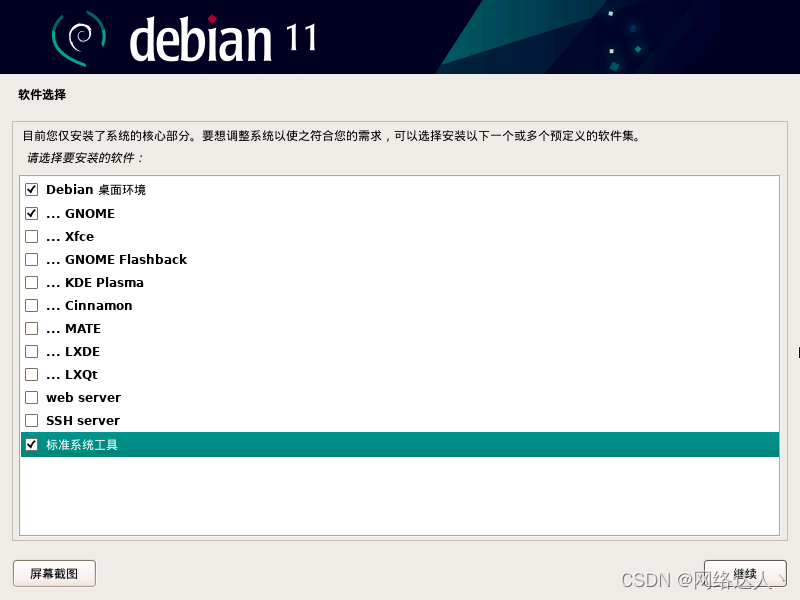 debian 11
软件选择
目前您仅安装了系统的核心部分。要想调整系统以使之符合您的需求，可以选择安装以下一个或多个预定义的软件集。
请选择要安装的软件：
Debian 桌面环境
... GNOME
... Xfce
... GNOME Flashback
... KDE Plasma
... Cinnamon
... MATE
... LXDE
... LXQt
web server
SSH server
标准系统工具
屏幕截图
继续
CSDN @网络达人